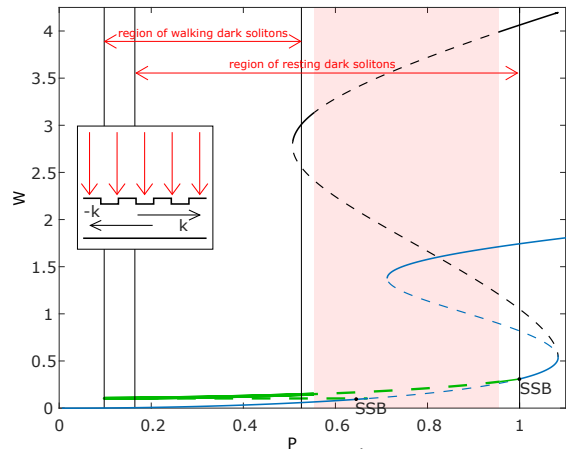 4
region of walking dark solitons
3.5
region of resting dark solitons
3
2.5
W
-k
k
2
1.5
1
0.5
SSB
SSB
0
0
0.2
0.4
0.6
0.8
1
P